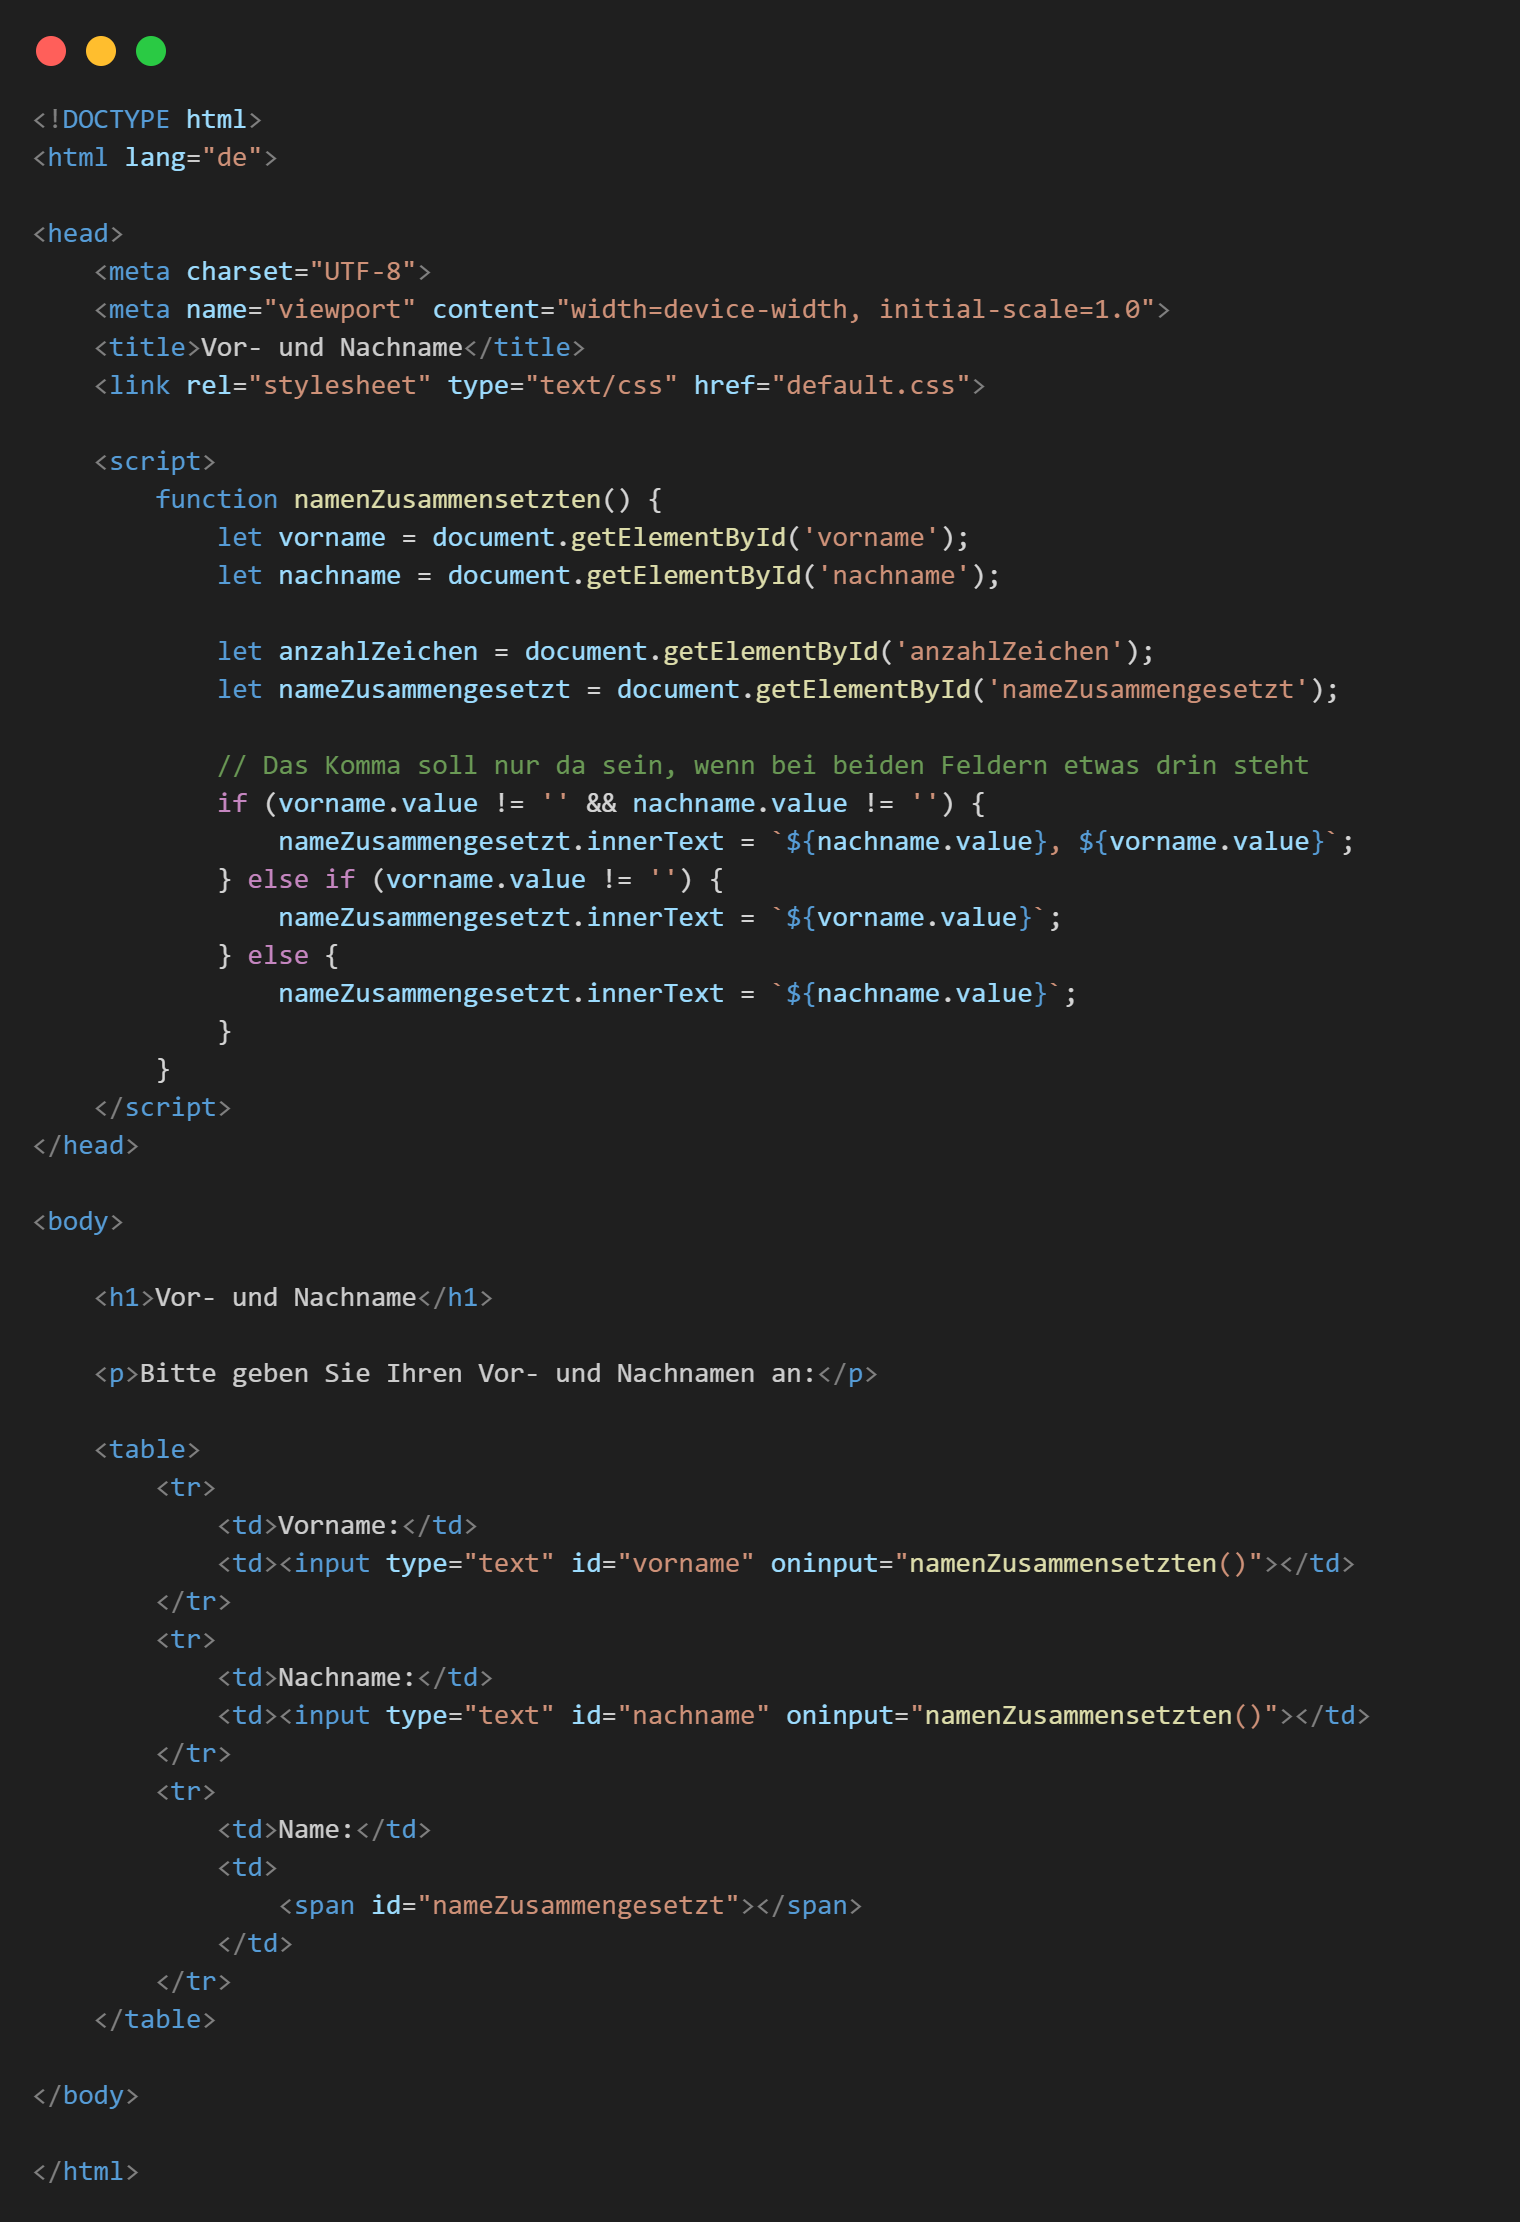 <!DOCTYPE html>
<html lang="de">

<head>
    <meta charset="UTF-8">
    <meta name="viewport" content="width=device-width, initial-scale=1.0">
    <title>Vor- und Nachname</title>
    <link rel="stylesheet" type="text/css" href="default.css">

    <script>
        function namenZusammensetzten() {
            let vorname = document.getElementById('vorname');
            let nachname = document.getElementById('nachname');

            let anzahlZeichen = document.getElementById('anzahlZeichen');
            let nameZusammengesetzt = document.getElementById('nameZusammengesetzt');

            // Das Komma soll nur da sein, wenn bei beiden Feldern etwas drin steht
            if (vorname.value != '' && nachname.value != '') {
                nameZusammengesetzt.innerText = `${nachname.value}, ${vorname.value}`;
            } else if (vorname.value != '') {
                nameZusammengesetzt.innerText = `${vorname.value}`;
            } else {
                nameZusammengesetzt.innerText = `${nachname.value}`;
            }
        }
    </script>
</head>

<body>

    <h1>Vor- und Nachname</h1>

    <p>Bitte geben Sie Ihren Vor- und Nachnamen an:</p>

    <table>
        <tr>
            <td>Vorname:</td>
            <td><input type="text" id="vorname" oninput="namenZusammensetzten()"></td>
        </tr>
        <tr>
            <td>Nachname:</td>
            <td><input type="text" id="nachname" oninput="namenZusammensetzten()"></td>
        </tr>
        <tr>
            <td>Name:</td>
            <td>
                <span id="nameZusammengesetzt"></span>
            </td>
        </tr>
    </table>

</body>

</html>